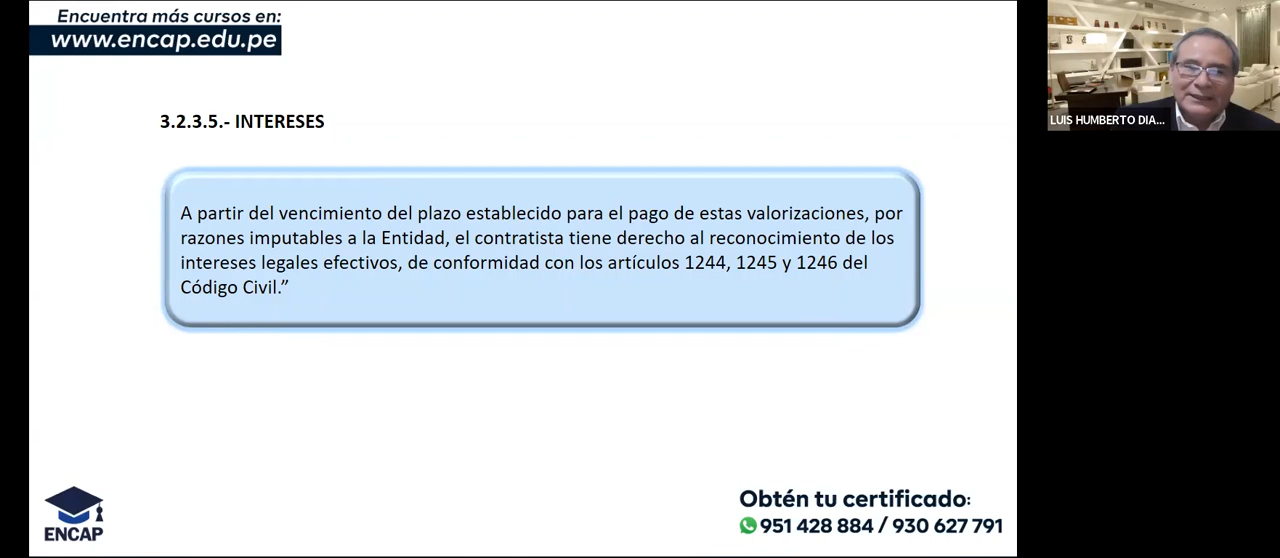 Encuentra más cursos en:
www.encap.edu.pe
LUIS HUMBERTO DIA...
3.2.3.5.- INTERESES
A partir del vencimiento del plazo establecido para el pago de estas valorizaciones, por
razones imputables a la Entidad, el contratista tiene derecho al reconocimiento de los
intereses legales efectivos, de conformidad con los artículos 1244, 1245 y 1246 del
Código Civil.”
ENCAP
Obtén tu certificado:
951 428 884 / 930 627 791